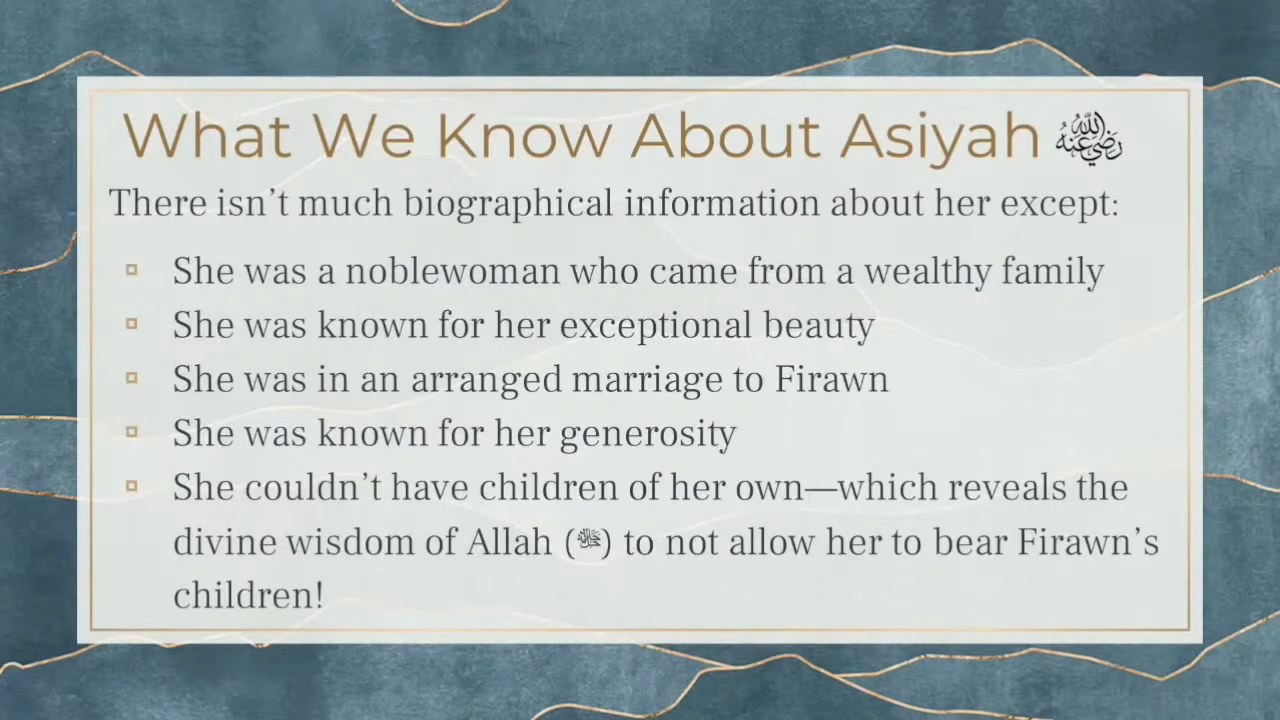 What We Know About Asiyah رضي الله عنه
There isn’t much biographical information about her except:
▫ She was a noblewoman who came from a wealthy family
▫ She was known for her exceptional beauty
▫ She was in an arranged marriage to Firawn
▫ She was known for her generosity
▫ She couldn’t have children of her own—which reveals the
divine wisdom of Allah (ﷻ) to not allow her to bear Firawn’s
children!